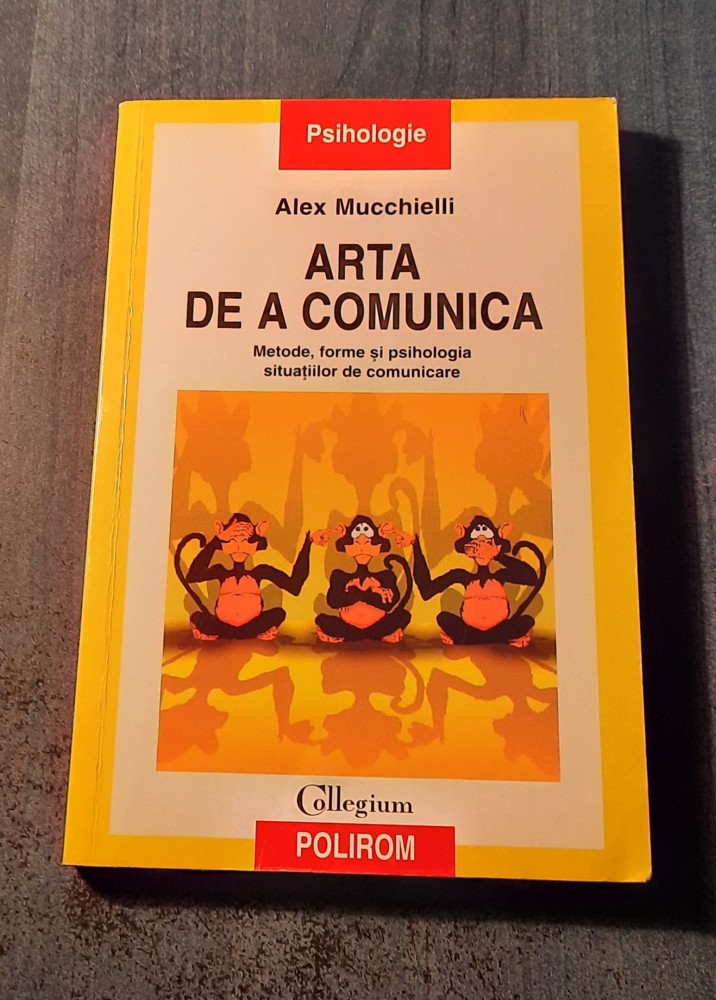 Psihologie
Alex Mucchielli
ARTA
DE A COMUNICA
Metode, forme și psihologia
situațiilor de comunicare
Collegium
POLIROM